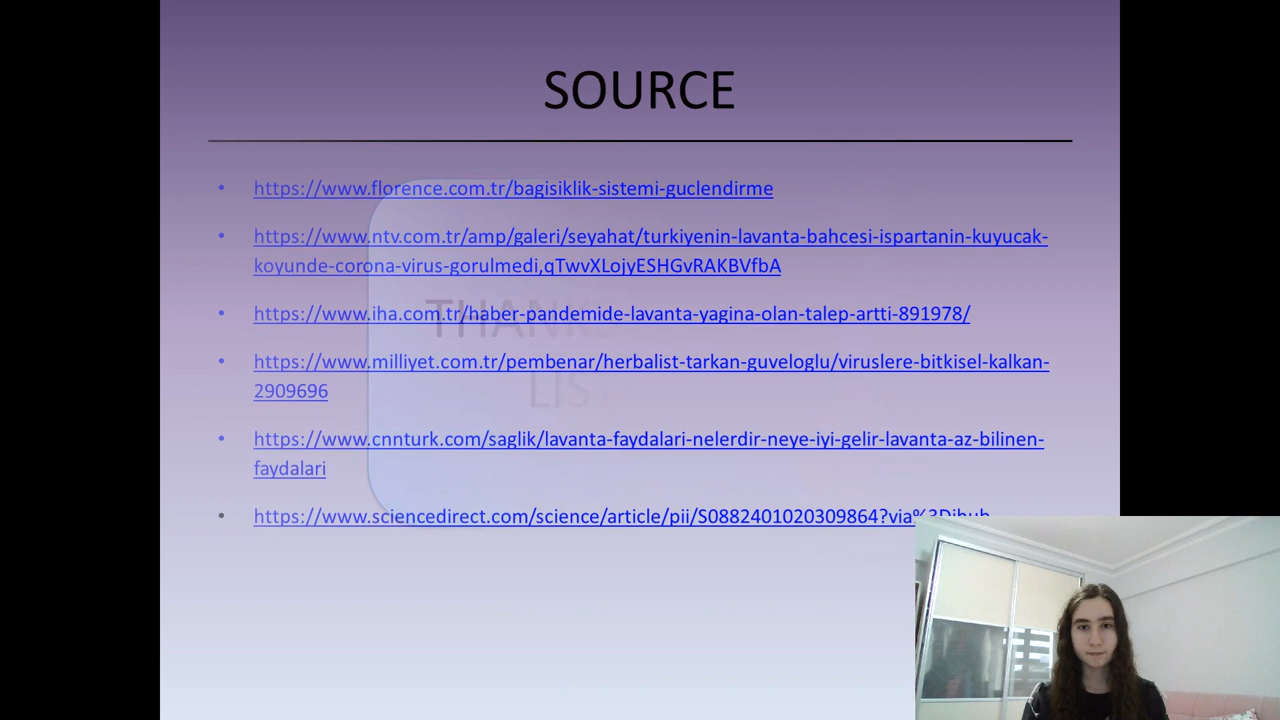 SOURCE
• https://www.florence.com.tr/bagisiklik-sistemi-guclendirme
• https://www.ntv.com.tr/amp/galeri/seyahat/turkiyenin-lavanta-bahcesi-ispartanin-kuyucak-
koyunde-corona-virus-gorulmedi,qTwvXLojyESHGvRAKBVfbA
• https://www.iha.com.tr/haber-pandemide-lavanta-yagina-olan-talep-artti-891978/
THANKS
• https://www.milliyet.com.tr/pembenar/herbalist-tarkan-guveloglu/viruslere-bitkisel-kalkan-
2909696
• https://www.cnnturk.com/saglik/lavanta-faydalari-nelerdir-neye-iyi-gelir-lavanta-az-bilinen-
faydalari
• https://www.sciencedirect.com/science/article/pii/S0882401020309864?via%3Dihub